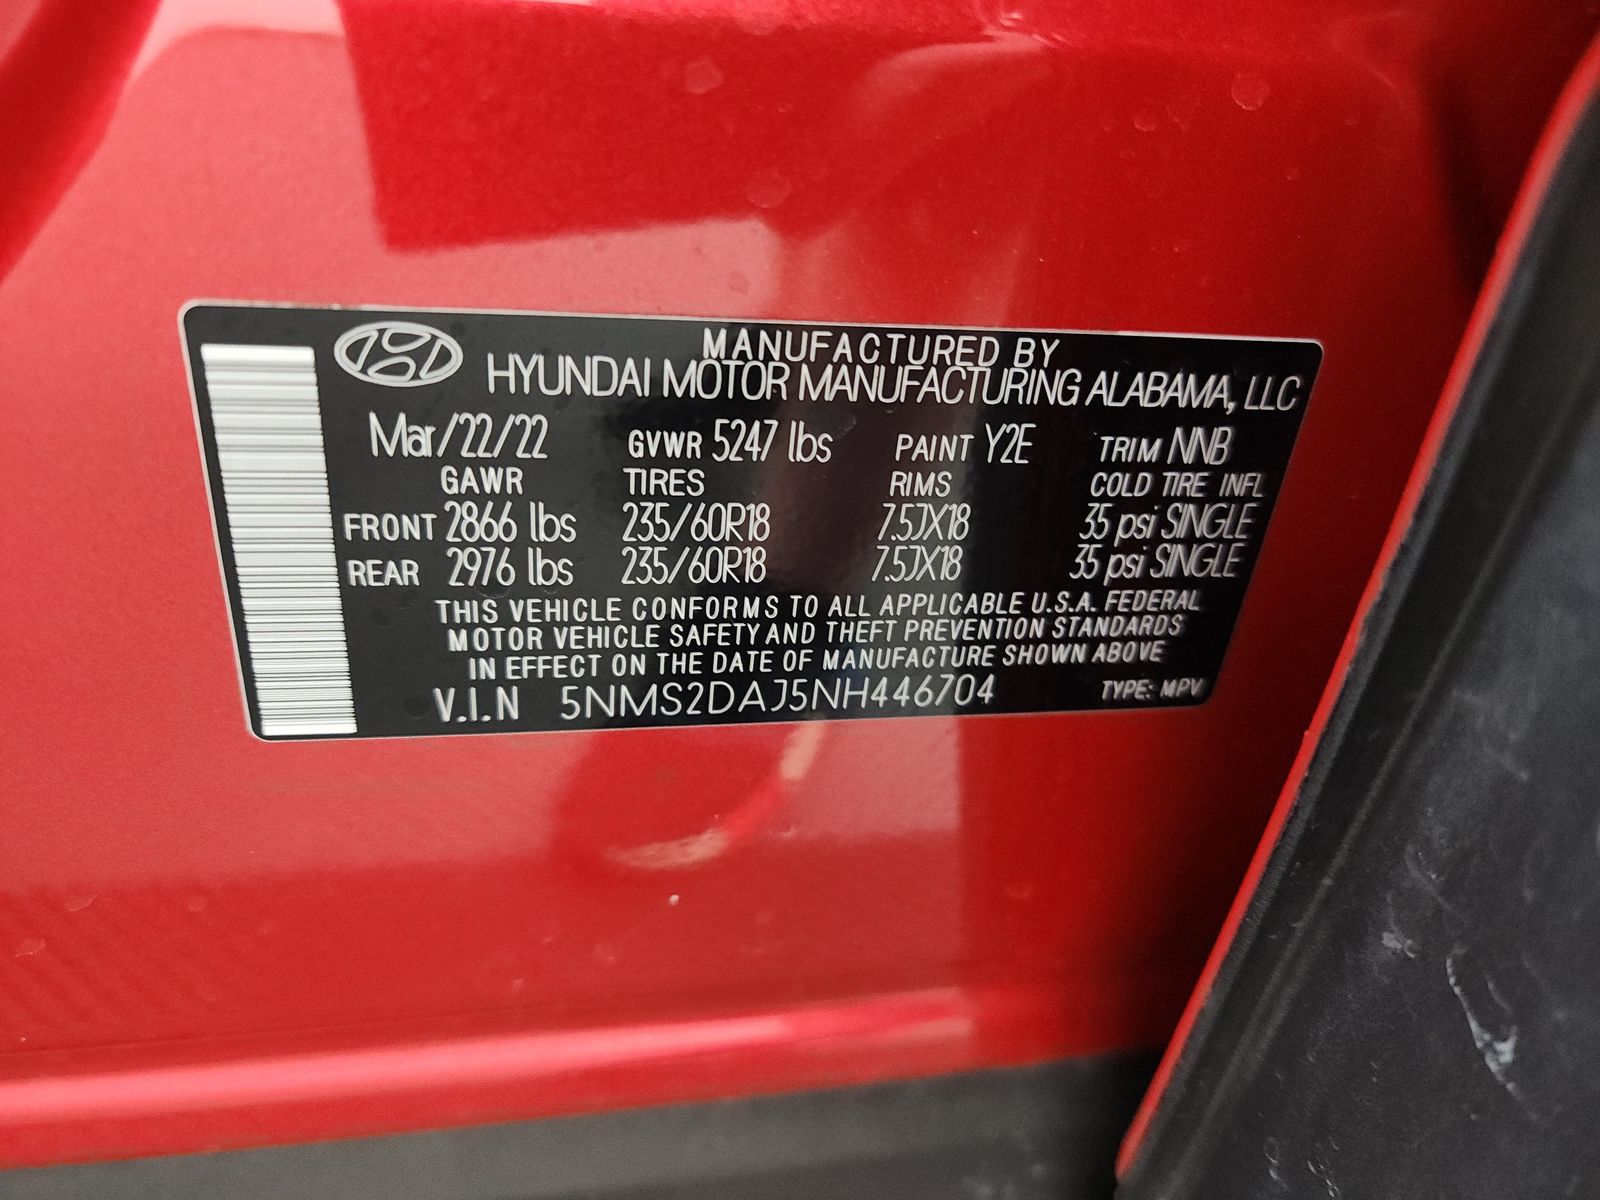 MANUFACTURED BY
HYUNDAI MOTOR MANUFACTURING ALABAMA, LLC
Mar/22/22 GVWR 5247 lbs PAINT Y2E TRIM NNB
GAWR TIRES RIMS COLD TIRE INFL
FRONT 2866 lbs 235/60R18 7.5JX18 35 psi SINGLE
REAR 2976 lbs 235/60R18 7.5JX18 35 psi SINGLE
THIS VEHICLE CONFORMS TO ALL APPLICABLE U.S.A. FEDERAL
MOTOR VEHICLE SAFETY AND THEFT PREVENTION STANDARDS
IN EFFECT ON THE DATE OF MANUFACTURE SHOWN ABOVE
V.I.N 5NMS2DAJ5NH446704 TYPE: MPV